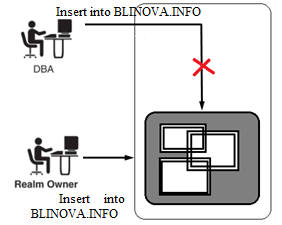 Insert into BLINOVA.INFO
DBA
Realm Owner
Insert into
BLINOVA.INFO